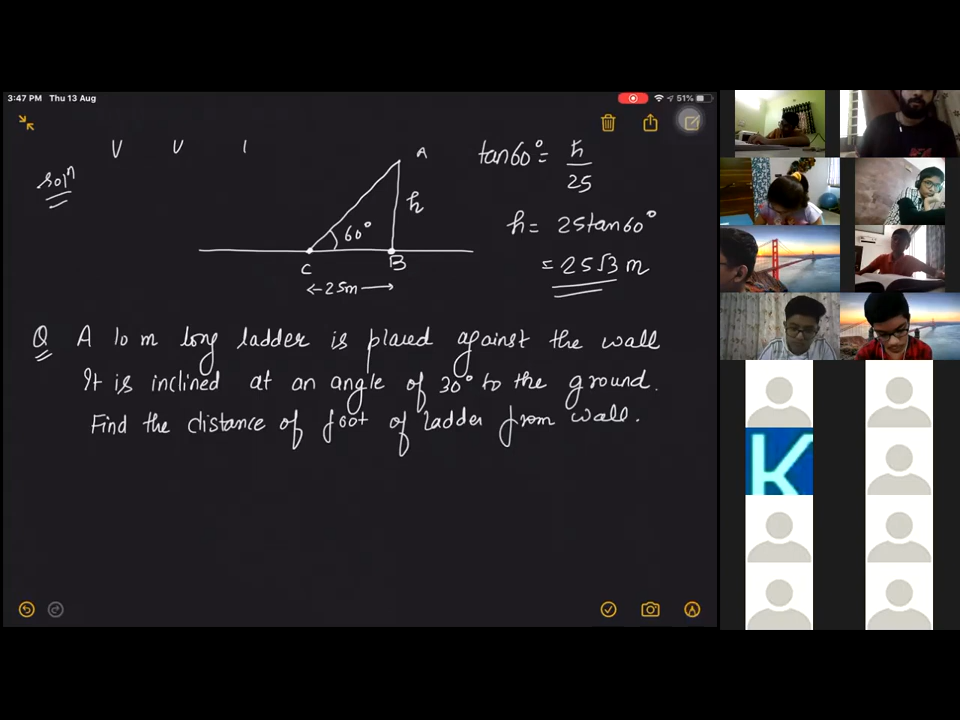 3:47 PM Thu 13 Aug
51%
solⁿ
A
h
60°
C
B
25m
tan60° = h/25
h = 25tan60°
= 25√3 m
Q A 10 m long ladder is placed against the wall
It is inclined at an angle of 30° to the ground.
Find the distance of foot of ladder from wall.
K